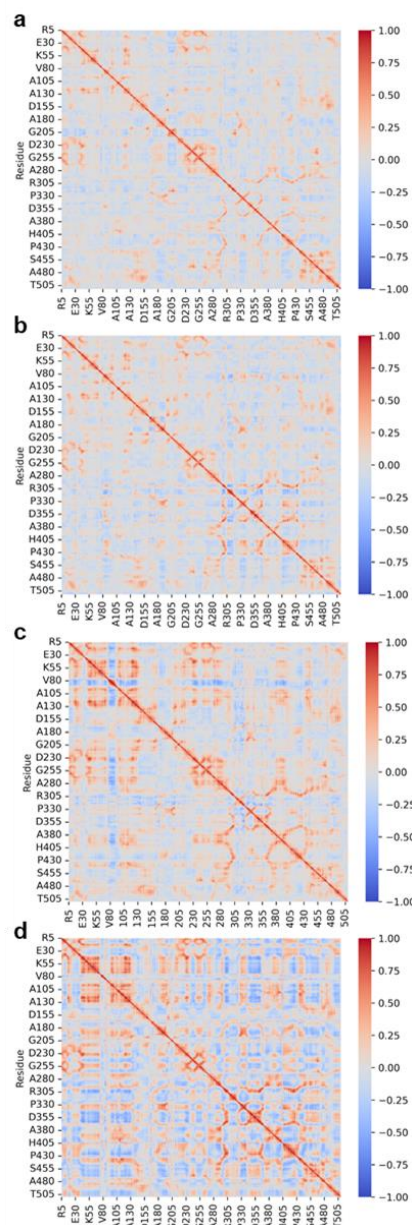 a
R5
E30
K55
V80
A105
A130
D155
A180
G205
D230
G255
A280
R305
P330
D355
A380
H405
P430
S455
A480
T505
Residue
R5 E30 K55 V80 A105 A130 D155 A180 G205 D230 G255 A280 R305 P330 D355 A380 H405 P430 S455 A480 T505
1.00
0.75
0.50
0.25
0.00
−0.25
−0.50
−0.75
−1.00
b
R5
E30
K55
V80
A105
A130
D155
A180
G205
D230
G255
A280
R305
P330
D355
A380
H405
P430
S455
A480
T505
Residue
R5 E30 K55 V80 A105 A130 D155 A180 G205 D230 G255 A280 R305 P330 D355 A380 H405 P430 S455 A480 T505
1.00
0.75
0.50
0.25
0.00
−0.25
−0.50
−0.75
−1.00
c
R5
E30
K55
V80
A105
A130
D155
A180
G205
D230
G255
A280
R305
P330
D355
A380
H405
P430
S455
A480
T505
Residue
R5 E30 K55 V80 105 130 155 180 205 230 255 280 305 330 355 380 405 430 455 480 505
1.00
0.75
0.50
0.25
0.00
−0.25
−0.50
−0.75
−1.00
d
R5
E30
K55
V80
A105
A130
D155
A180
G205
D230
G255
A280
R305
P330
D355
A380
H405
P430
S455
A480
T505
Residue
R5 E30 K55 V80 A105 A130 D155 A180 G205 D230 G255 A280 R305 P330 D355 A380 H405 P430 S455 A480 T505
1.00
0.75
0.50
0.25
0.00
−0.25
−0.50
−0.75
−1.00